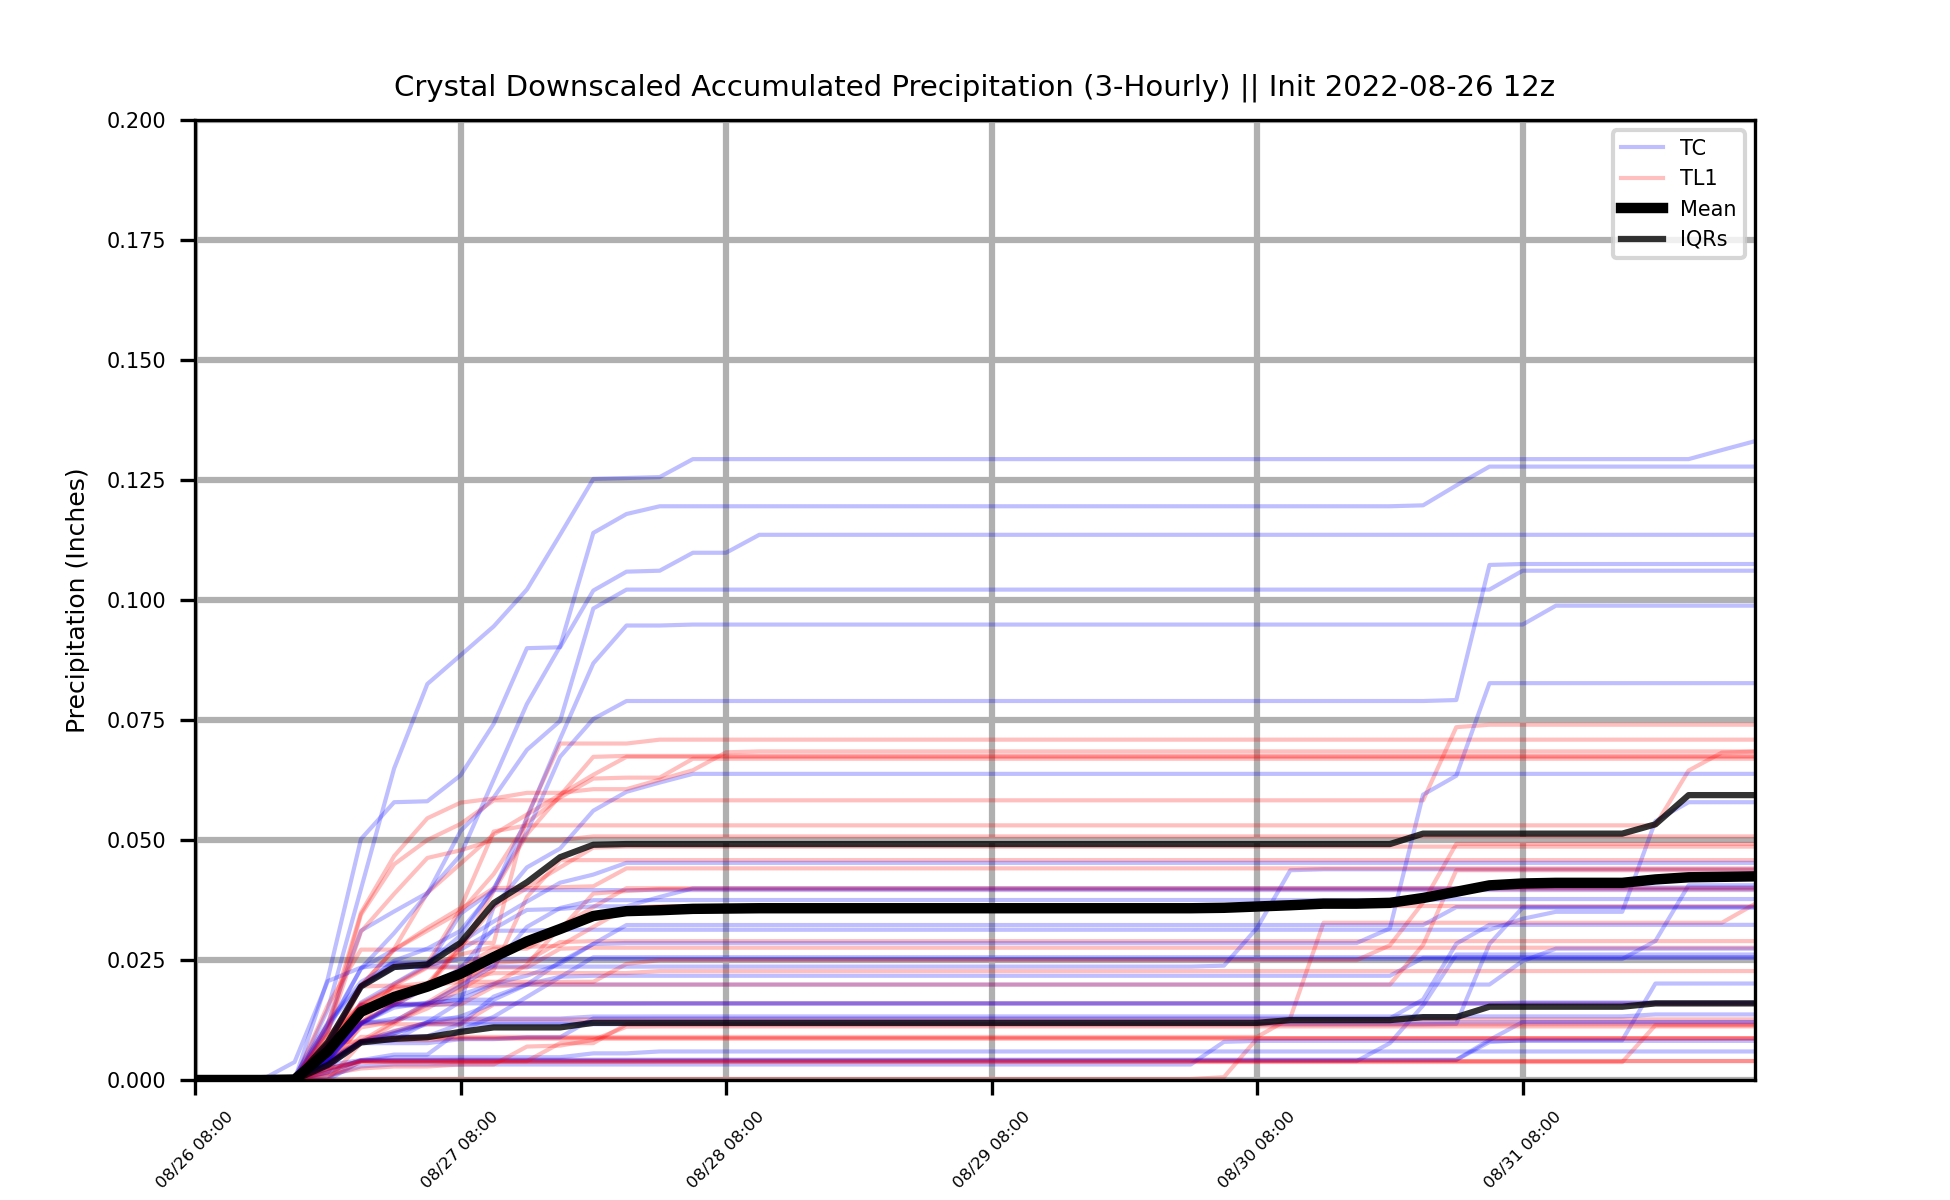 Crystal Downscaled Accumulated Precipitation (3-Hourly) || Init 2022-08-26 12z
Precipitation (Inches)
0.200
0.175
0.150
0.125
0.100
0.075
0.050
0.025
0.000
TC
TL1
Mean
IQRs
08/26 08:00
08/27 08:00
08/28 08:00
08/29 08:00
08/30 08:00
08/31 08:00